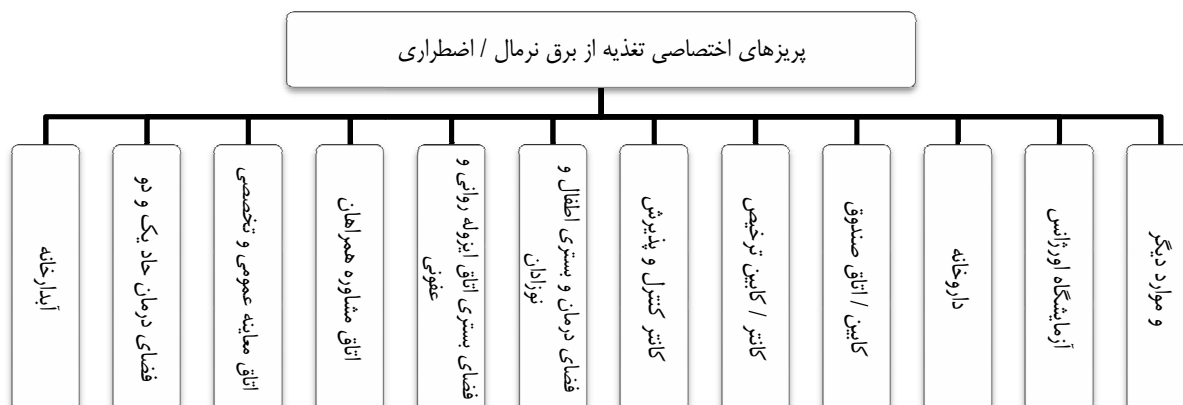 پریزهای اختصاصی تغذیه از برق نرمال / اضطراری
و موارد دیگر
آزمایشگاه اورژانس
داروخانه
کابین / اتاق صندوق
کانتر / کابین ترخیص
کانتر کنترل و پذیرش
فضای درمان و بستری اطفال و
نوزادان
فضای بستری اتاق ایزوله روانی و
عفونی
اتاق مشاوره همراهان
اتاق معاینه عمومی و تخصصی
فضای درمان حاد یک و دو
آبدارخانه